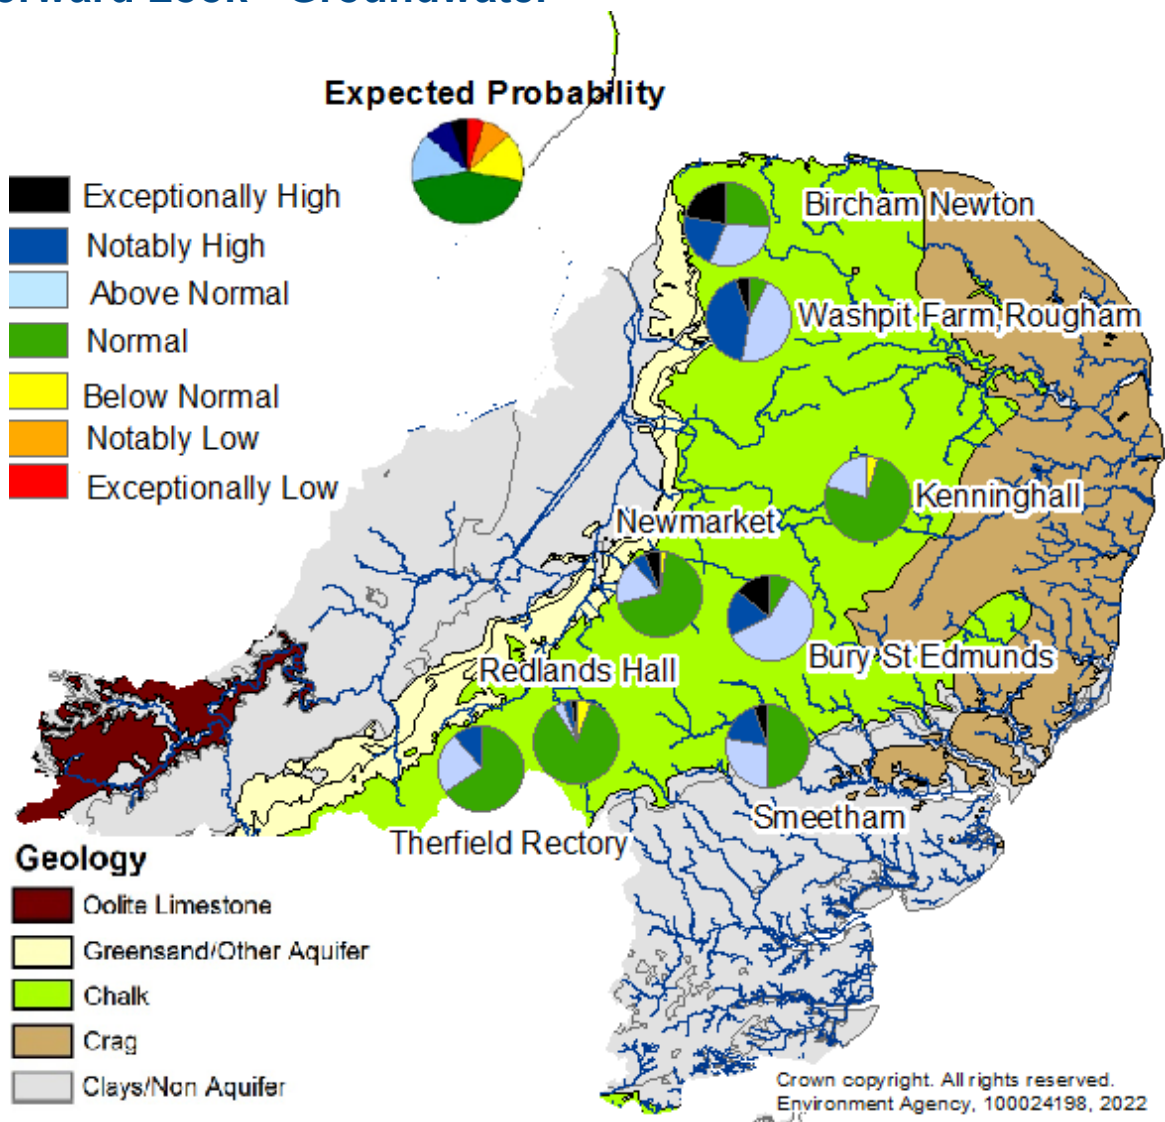 Groundwater
Expected Probability
Exceptionally High
Notably High
Above Normal
Normal
Below Normal
Notably Low
Exceptionally Low
Bircham Newton
Washpit Farm,Rougham
Kenninghall
Newmarket
Bury St Edmunds
Redlands Hall
Smeetham
Therfield Rectory
Geology
Oolite Limestone
Greensand/Other Aquifer
Chalk
Crag
Clays/Non Aquifer
Crown copyright. All rights reserved.
Environment Agency, 100024198, 2022